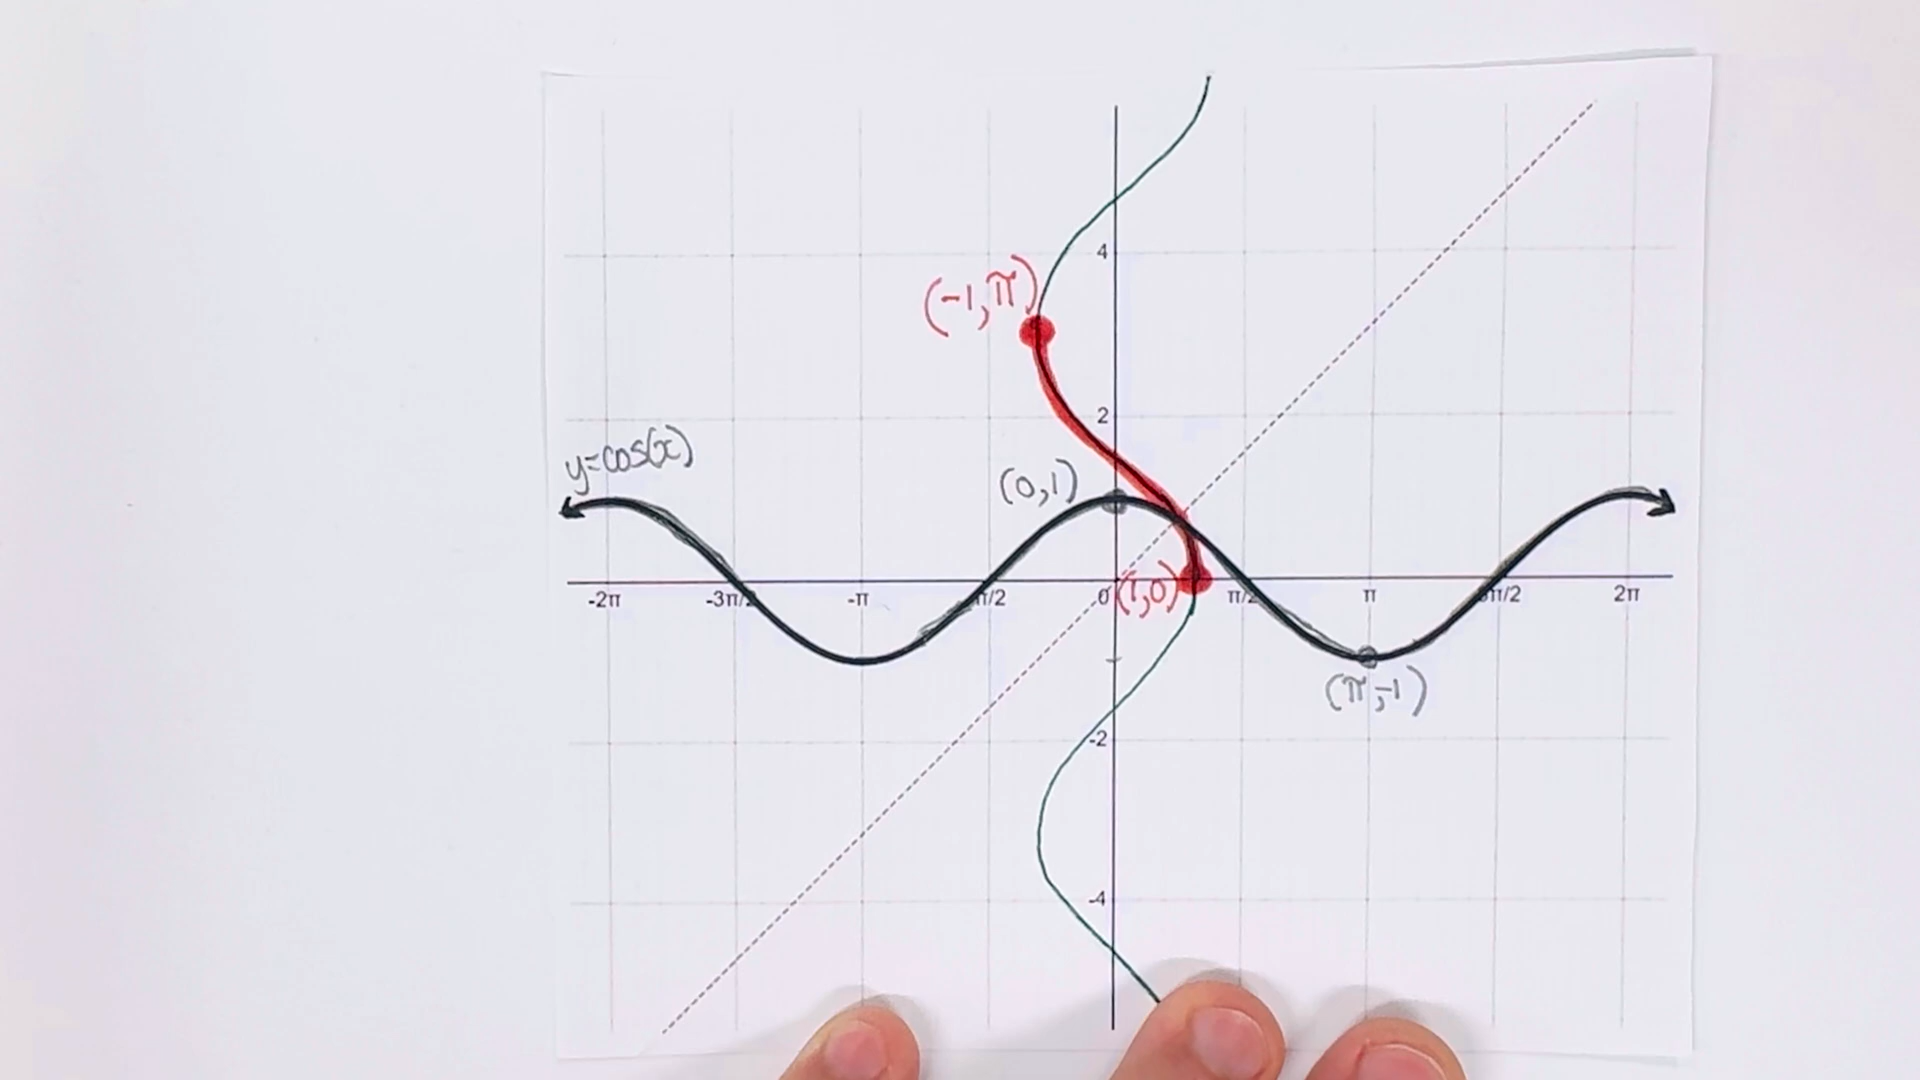 4
(-1,π)
2
y=cos(x)
(0,1)
-2π
-3π/2
-π
π/2
0
(1,0)
π/2
π
π/2
2π
(π,-1)
-2
-4